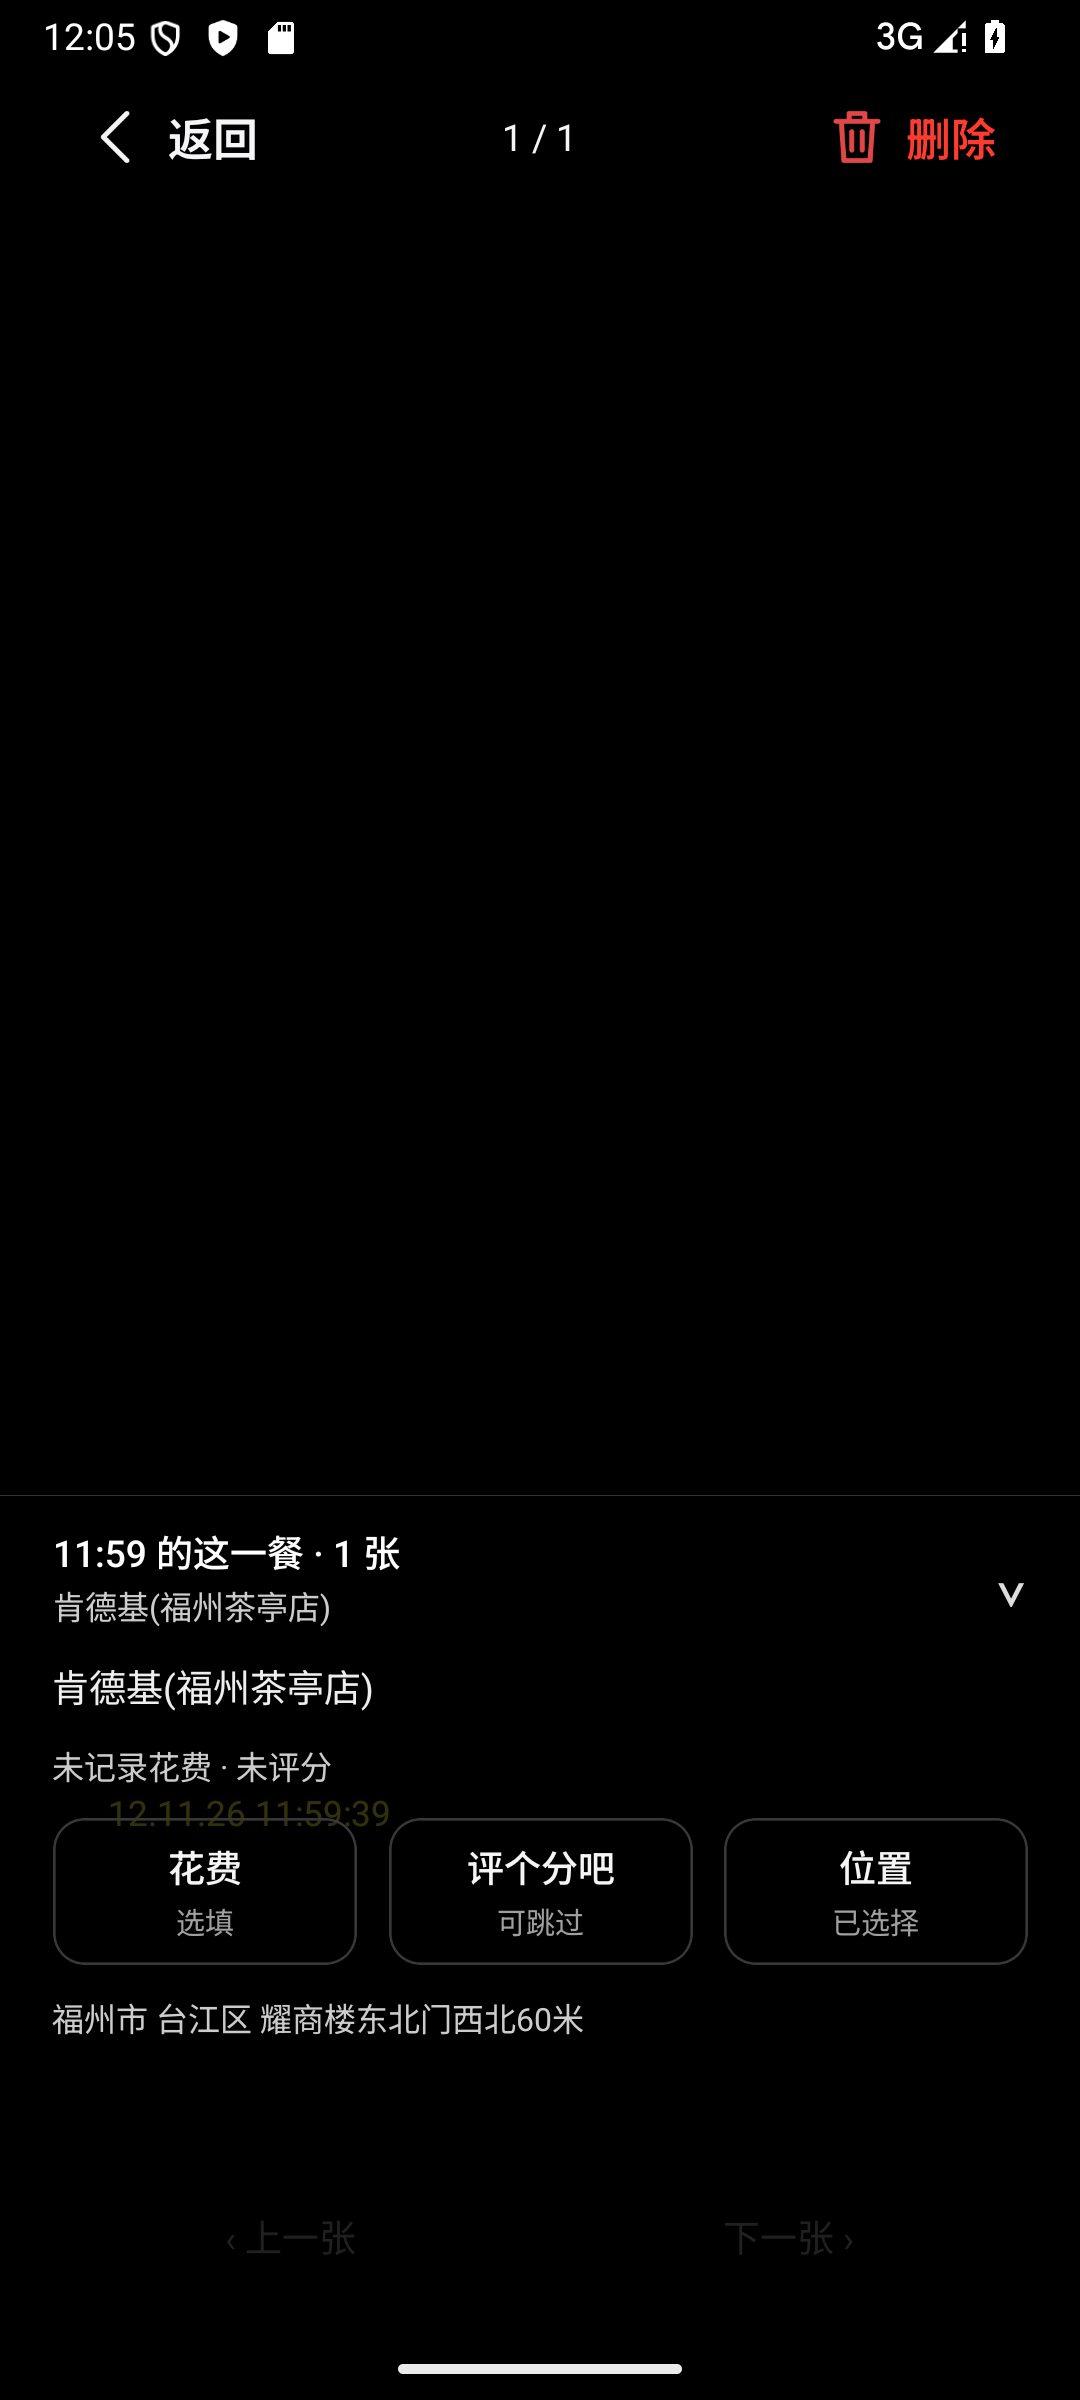 12:05
3G
返回
1 / 1
删除
11:59 的这一餐 · 1 张
肯德基(福州茶亭店)
肯德基(福州茶亭店)
未记录花费 · 未评分
12.11.26 11:59:39
花费
选填
评个分吧
可跳过
位置
已选择
福州市 台江区 耀商楼东北门西北60米
‹ 上一张
下一张 ›